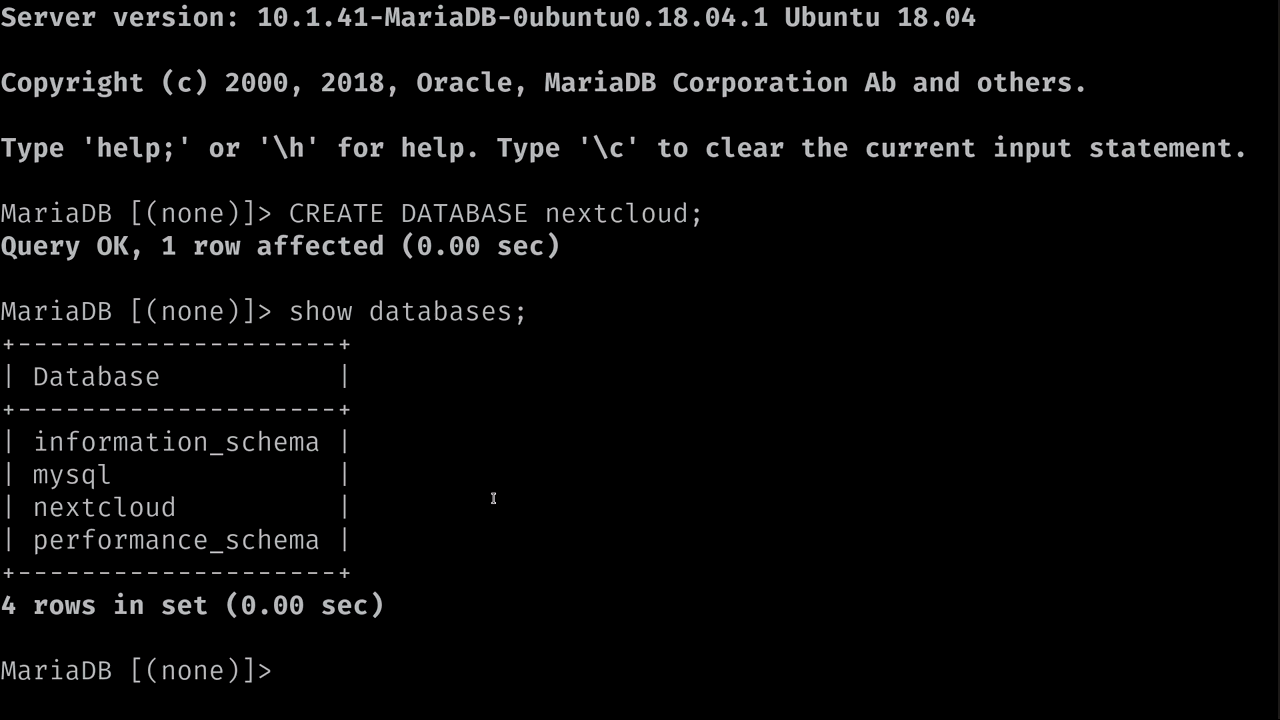 Server version: 10.1.41-MariaDB-0ubuntu0.18.04.1 Ubuntu 18.04
Copyright (c) 2000, 2018, Oracle, MariaDB Corporation Ab and others.
Type 'help;' or '\h' for help. Type '\c' to clear the current input statement.
MariaDB [(none)]> CREATE DATABASE nextcloud;
Query OK, 1 row affected (0.00 sec)
MariaDB [(none)]> show databases;
+--------------------+
| Database           |
+--------------------+
| information_schema |
| mysql              |
| nextcloud          |
| performance_schema |
+--------------------+
4 rows in set (0.00 sec)
MariaDB [(none)]>